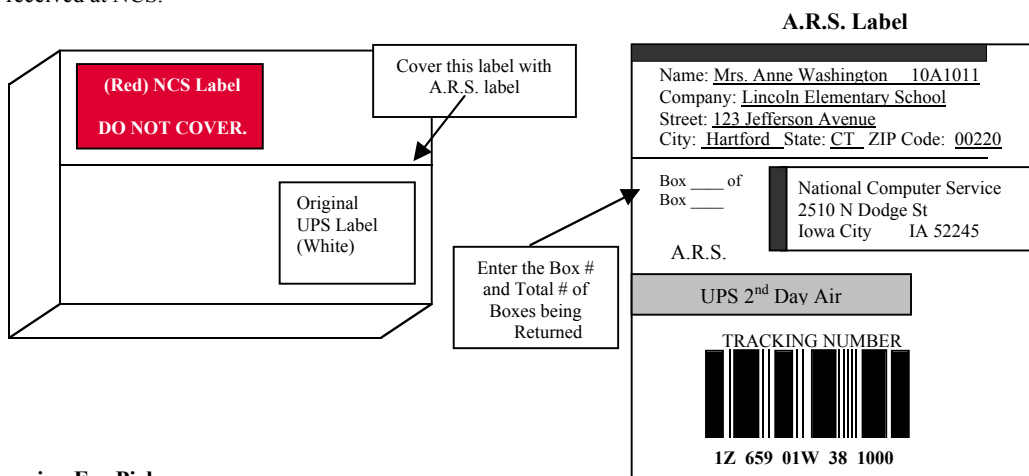 received at NCS.
A.R.S. Label
(Red) NCS Label
DO NOT COVER.
Cover this label with
A.R.S. label
Original
UPS Label
(White)
Enter the Box #
and Total # of
Boxes being
Returned
Name: Mrs. Anne Washington 10A1011
Company: Lincoln Elementary School
Street: 123 Jefferson Avenue
City: Hartford State: CT ZIP Code: 00220
Box ____ of
Box ____
National Computer Service
2510 N Dodge St
Iowa City IA 52245
A.R.S.
UPS 2nd Day Air
TRACKING NUMBER
1Z 659 01W 38 1000